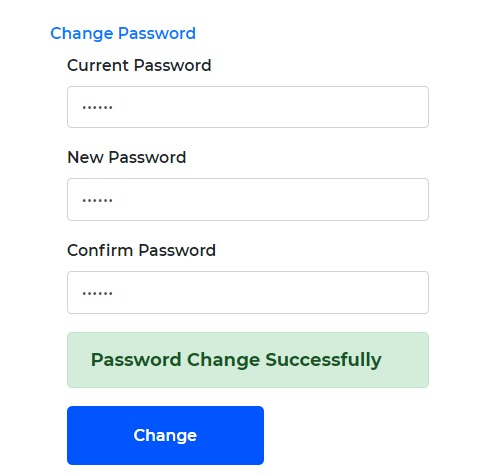 Change Password
Current Password
••••••
New Password
••••••
Confirm Password
••••••
Password Change Successfully
Change